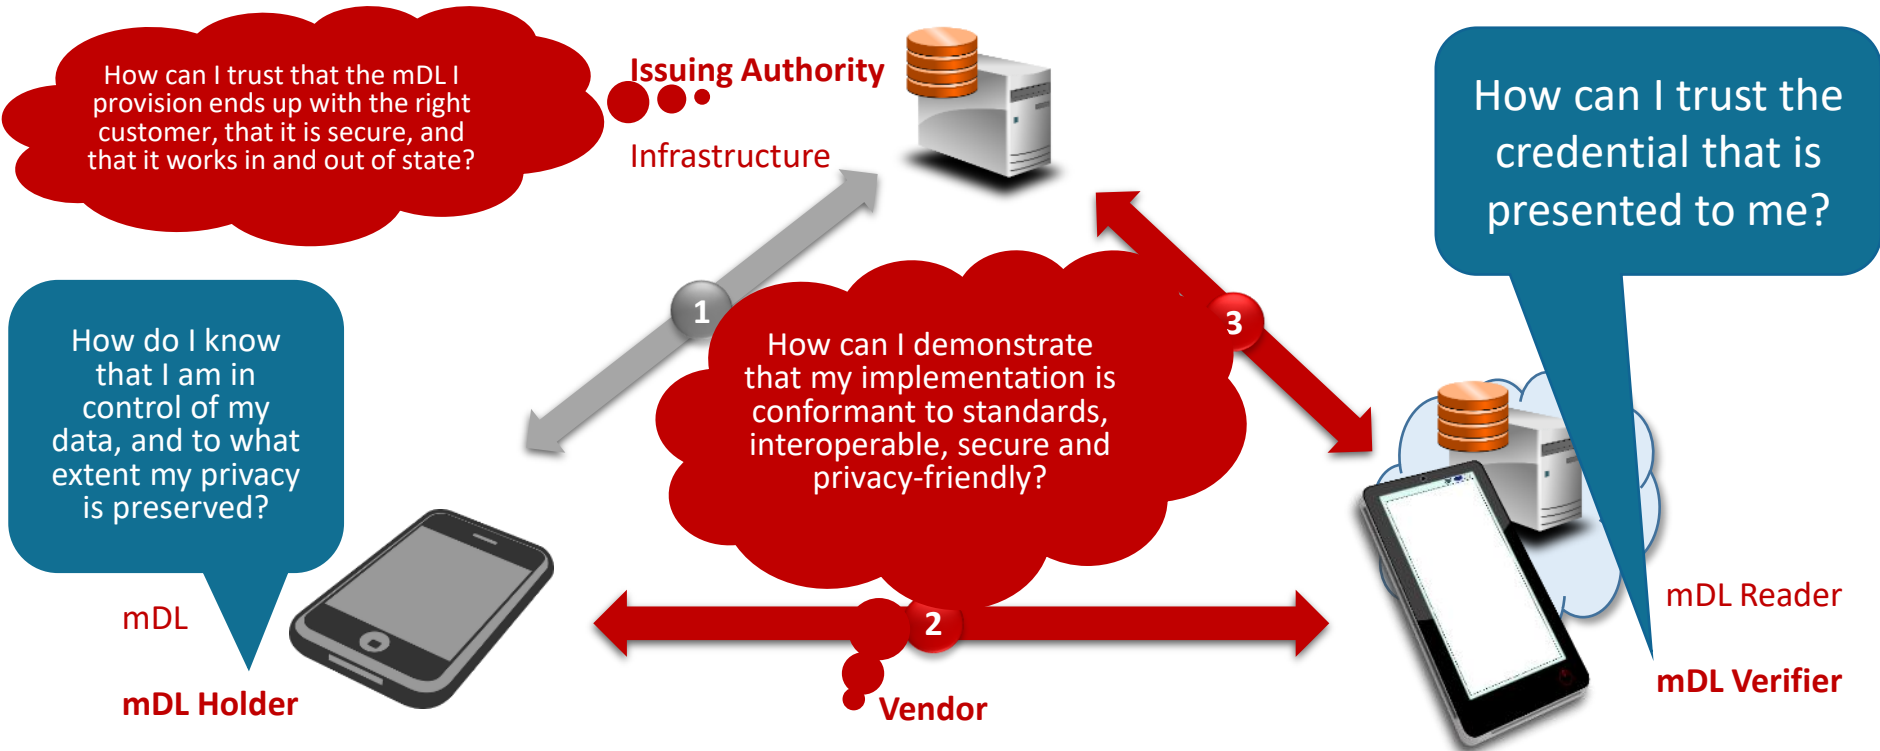 How can I trust that the mDL I
provision ends up with the right
customer, that it is secure, and
that it works in and out of state?
Issuing Authority
Infrastructure
How can I trust the
credential that is
presented to me?
1
3
How do I know
that I am in
control of my
data, and to what
extent my privacy
is preserved?
How can I demonstrate
that my implementation is
conformant to standards,
interoperable, secure and
privacy-friendly?
mDL
mDL Holder
2
Vendor
mDL Reader
mDL Verifier